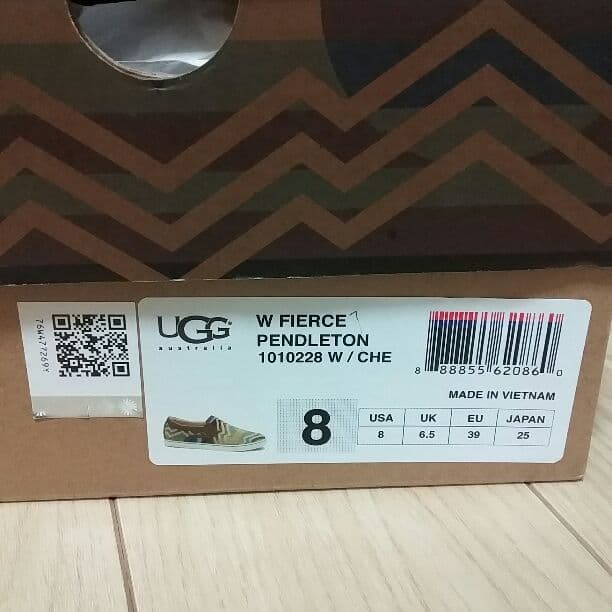 76W4772697
UGG
australia
W FIERCE
PENDLETON
1010228 W / CHE
8 88855 62086 0
MADE IN VIETNAM
8
USA UK EU JAPAN
8 6.5 39 25